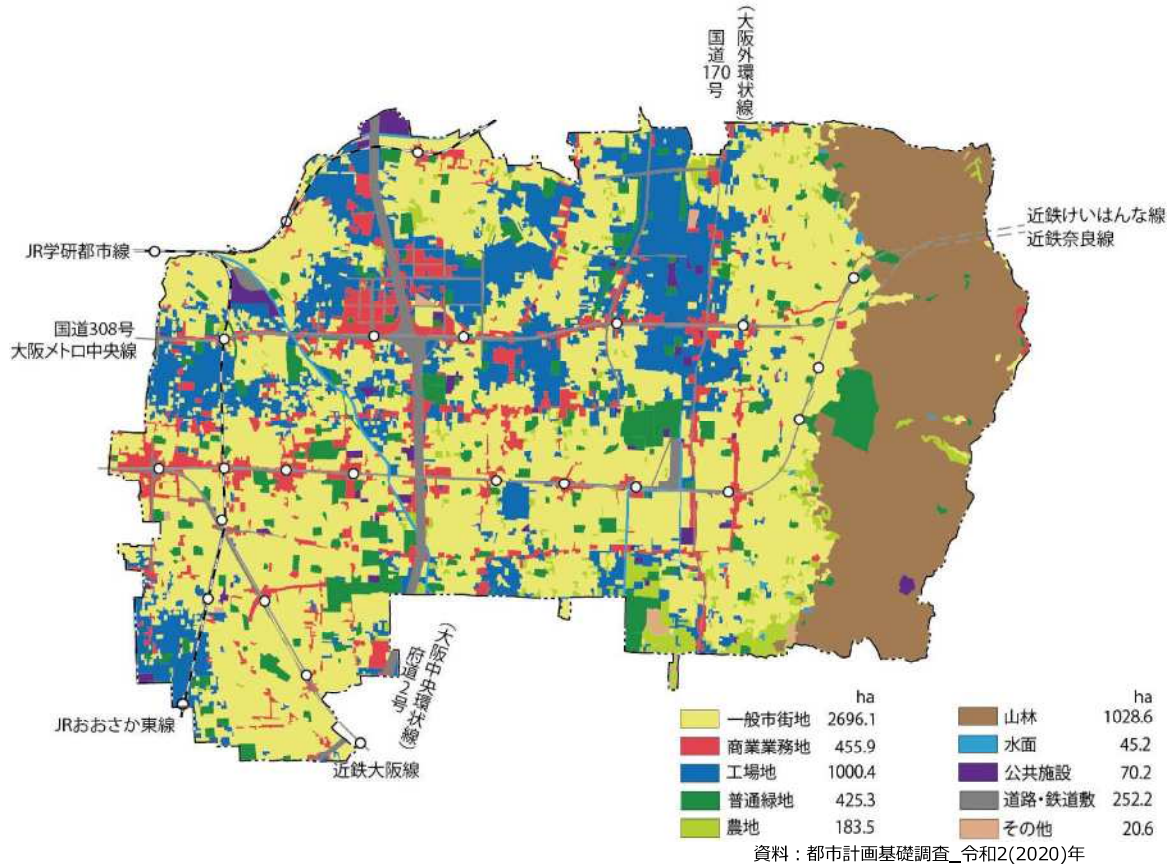 (大阪外環状線)
国道170号
近鉄けいはんな線
近鉄奈良線
JR学研都市線
国道308号
大阪メトロ中央線
(大阪中央環状線)
府道2号
JRおおさか東線
近鉄大阪線
ha
一般市街地 2696.1
商業業務地 455.9
工場地 1000.4
普通緑地 425.3
農地 183.5
ha
山林 1028.6
水面 45.2
公共施設 70.2
道路・鉄道敷 252.2
その他 20.6
資料：都市計画基礎調査_令和2(2020)年